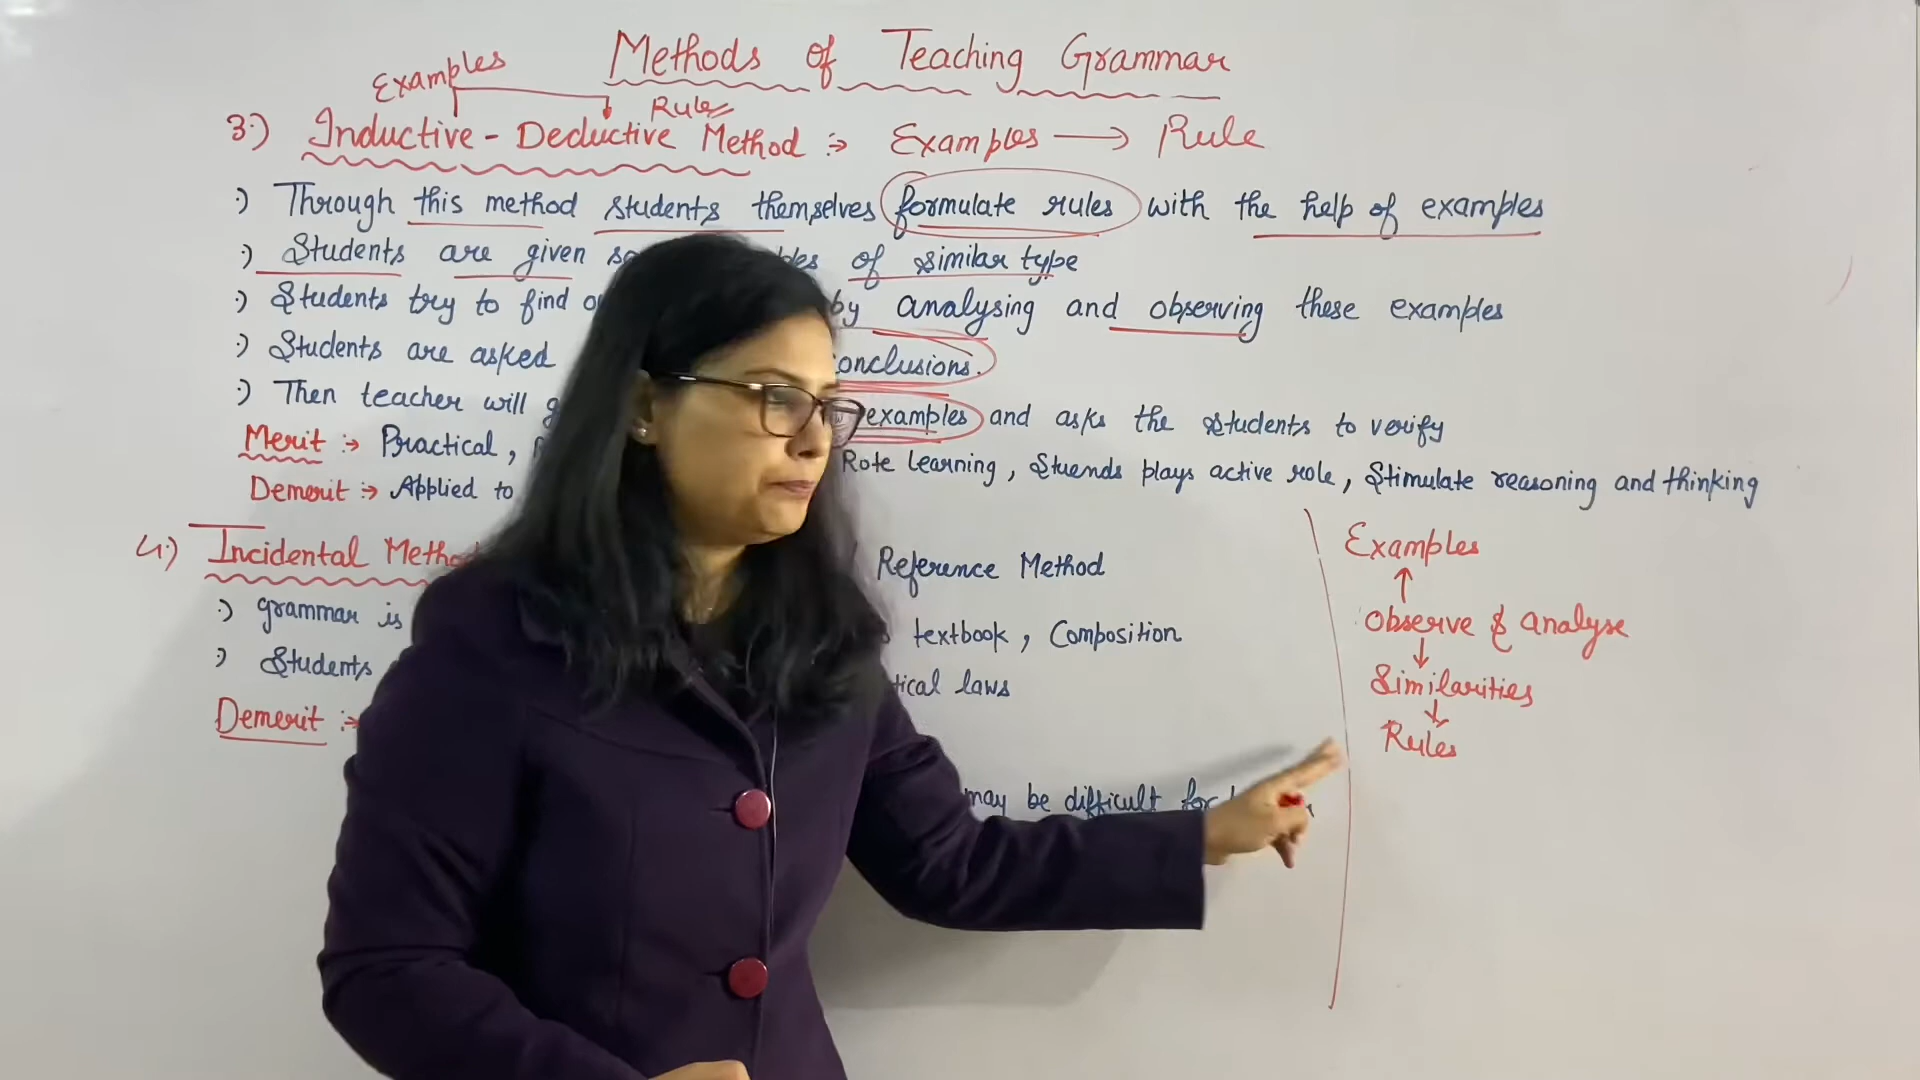 Methods of Teaching Grammar
Examples
Rule
3.) Inductive - Deductive Method :→ Examples → Rule
.) Through this method students themselves formulate rules with the help of examples
.) Students are given of similar type
.) Students try to find by analysing and observing these examples
.) Students are asked conclusions.
.) Then teacher will examples and asks the students to verify
Merit :→ Practical, Rote learning, Stuends plays active role, Stimulate reasoning and thinking
Demerit :→ Applied to
4.) Incidental Method Reference Method
.) grammar is textbook, Composition
.) Students laws
Demerit :→
may be difficult
Examples
↑
Observe & analyse
↓
Similarities
↓
Rules